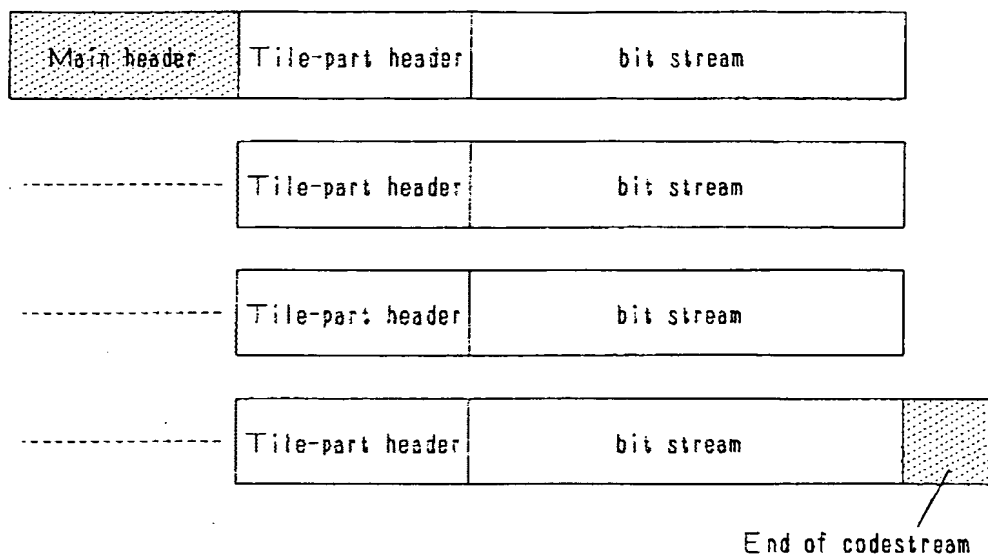 Main header Tile-part header bit stream
Tile-part header bit stream
Tile-part header bit stream
Tile-part header bit stream
End of codestream